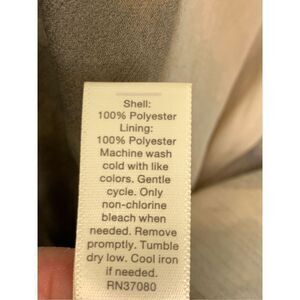 Shell:
100% Polyester
Lining:
100% Polyester
Machine wash
cold with like
colors. Gentle
cycle. Only
non-chlorine
bleach when
needed. Remove
promptly. Tumble
dry low. Cool iron
if needed.
RN37080